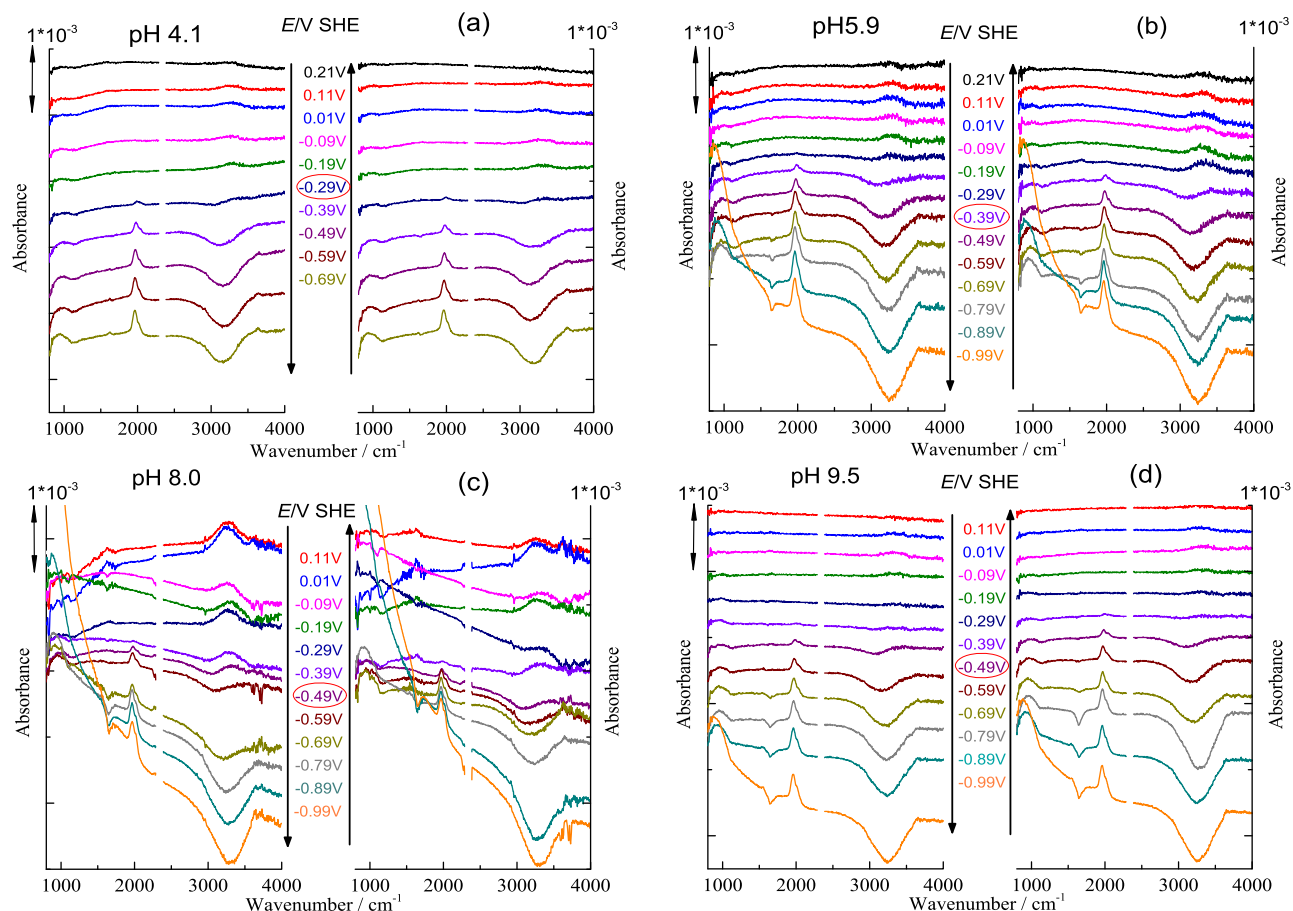 pH 4.1
E/V SHE
(a)
1*10-3
1*10-3
0.21V
0.11V
0.01V
-0.09V
-0.19V
-0.29V
-0.39V
-0.49V
-0.59V
-0.69V
Absorbance
Absorbance
1000 2000 3000 4000
1000 2000 3000 4000
Wavenumber / cm-1
pH5.9
E/V SHE
(b)
1*10-3
1*10-3
0.21V
0.11V
0.01V
-0.09V
-0.19V
-0.29V
-0.39V
-0.49V
-0.59V
-0.69V
-0.79V
-0.89V
-0.99V
Absorbance
Absorbance
1000 2000 3000 4000
1000 2000 3000 4000
Wavenumber / cm-1
pH 8.0
E/V SHE
(c)
1*10-3
1*10-3
0.11V
0.01V
-0.09V
-0.19V
-0.29V
-0.39V
-0.49V
-0.59V
-0.69V
-0.79V
-0.89V
-0.99V
Absorbance
Absorbance
1000 2000 3000 4000
1000 2000 3000 4000
Wavenumber / cm-1
pH 9.5
E/V SHE
(d)
1*10-3
1*10-3
0.11V
0.01V
-0.09V
-0.19V
-0.29V
-0.39V
-0.49V
-0.59V
-0.69V
-0.79V
-0.89V
-0.99V
Absorbance
Absorbance
1000 2000 3000 4000
1000 2000 3000 4000
Wavenumber / cm-1